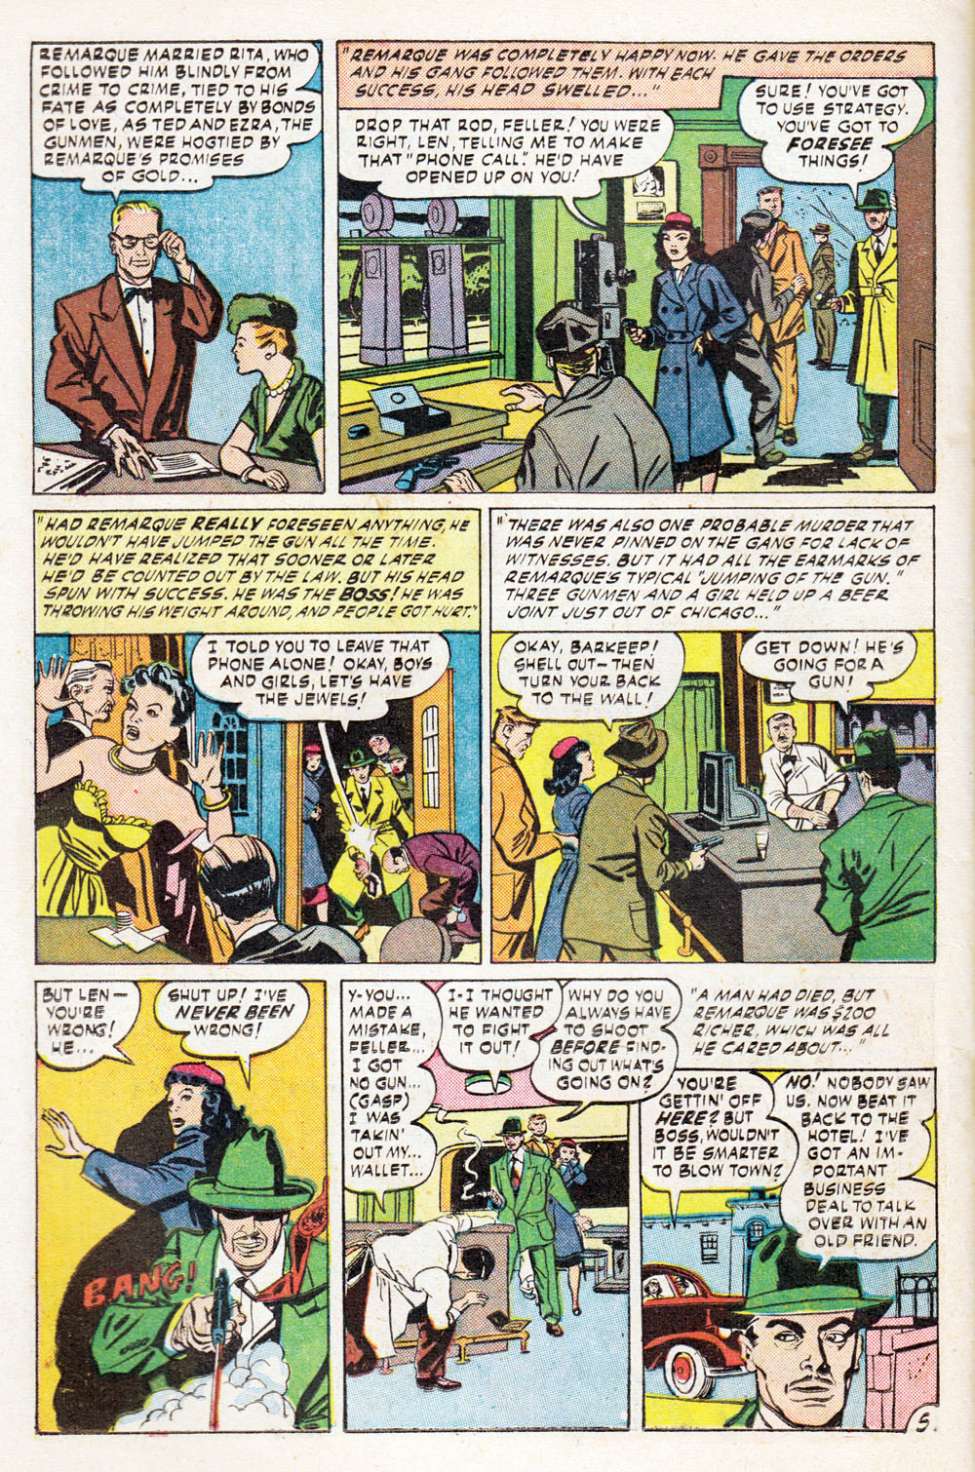 REMARQUE MARRIED RITA, WHO
FOLLOWED HIM BLINDLY FROM
CRIME TO CRIME, TIED TO HIS
FATE AS COMPLETELY BY BONDS
OF LOVE, AS TED AND EZRA, THE
GUNMEN, WERE HOGTIED BY
REMARQUE'S PROMISES
OF GOLD...
"REMARQUE WAS COMPLETELY HAPPY NOW. HE GAVE THE ORDERS
AND HIS GANG FOLLOWED THEM. WITH EACH
SUCCESS, HIS HEAD SWELLED..."
DROP THAT ROD, FELLER! YOU WERE
RIGHT, LEN, TELLING ME TO MAKE
THAT "PHONE CALL". HE'D HAVE
OPENED UP ON YOU!
SURE! YOU'VE GOT
TO USE STRATEGY.
YOU'VE GOT TO
FORESEE
THINGS!
"HAD REMARQUE REALLY FORESEEN ANYTHING, HE
WOULDN'T HAVE JUMPED THE GUN ALL THE TIME.
HE'D HAVE REALIZED THAT SOONER OR LATER
HE'D BE COUNTED OUT BY THE LAW. BUT HIS HEAD
SPUN WITH SUCCESS. HE WAS THE BOSS! HE WAS
THROWING HIS WEIGHT AROUND, AND PEOPLE GOT HURT."
I TOLD YOU TO LEAVE THAT
PHONE ALONE! OKAY, BOYS
AND GIRLS, LET'S HAVE
THE JEWELS!
"THERE WAS ALSO ONE PROBABLE MURDER THAT
WAS NEVER PINNED ON THE GANG FOR LACK OF
WITNESSES. BUT IT HAD ALL THE EARMARKS OF
REMARQUE'S TYPICAL "JUMPING OF THE GUN."
THREE GUNMEN AND A GIRL HELD UP A BEER
JOINT JUST OUT OF CHICAGO..."
OKAY, BARKEEP!
SHELL OUT—THEN
TURN YOUR BACK
TO THE WALL!
GET DOWN! HE'S
GOING FOR A
GUN!
BUT LEN—
YOU'RE
WRONG!
HE...
SHUT UP! I'VE
NEVER BEEN
WRONG!
BANG!
Y-YOU...
MADE A
MISTAKE,
FELLER...
I GOT
NO GUN...
(GASP)
I WAS
TAKIN'
OUT MY...
WALLET...
I-I THOUGHT
HE WANTED
TO FIGHT
IT OUT!
WHY DO YOU
ALWAYS HAVE
TO SHOOT
BEFORE FIND-
ING OUT WHAT'S
GOING ON?
"A MAN HAD DIED, BUT
REMARQUE WAS $200
RICHER, WHICH WAS ALL
HE CARED ABOUT..."
YOU'RE
GETTIN' OFF
HERE? BUT
BOSS, WOULDN'T
IT BE SMARTER
TO BLOW TOWN?
NO! NOBODY SAW
US. NOW BEAT IT
BACK TO THE
HOTEL! I'VE
GOT AN IM-
PORTANT
BUSINESS
DEAL TO TALK
OVER WITH AN
OLD FRIEND.
5.